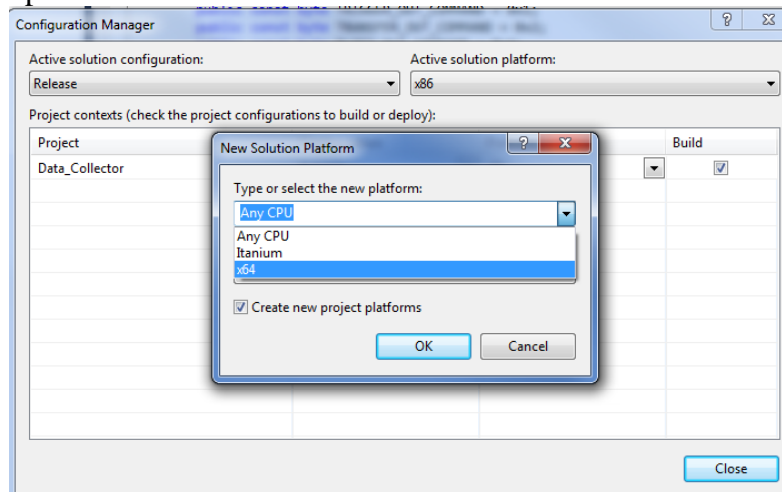 Configuration Manager
Active solution configuration: Active solution platform:
Release x86
Project contexts (check the project configurations to build or deploy):
Project Build
Data_Collector
New Solution Platform
Type or select the new platform:
Any CPU
Any CPU
Itanium
x64
Create new project platforms
OK Cancel
Close